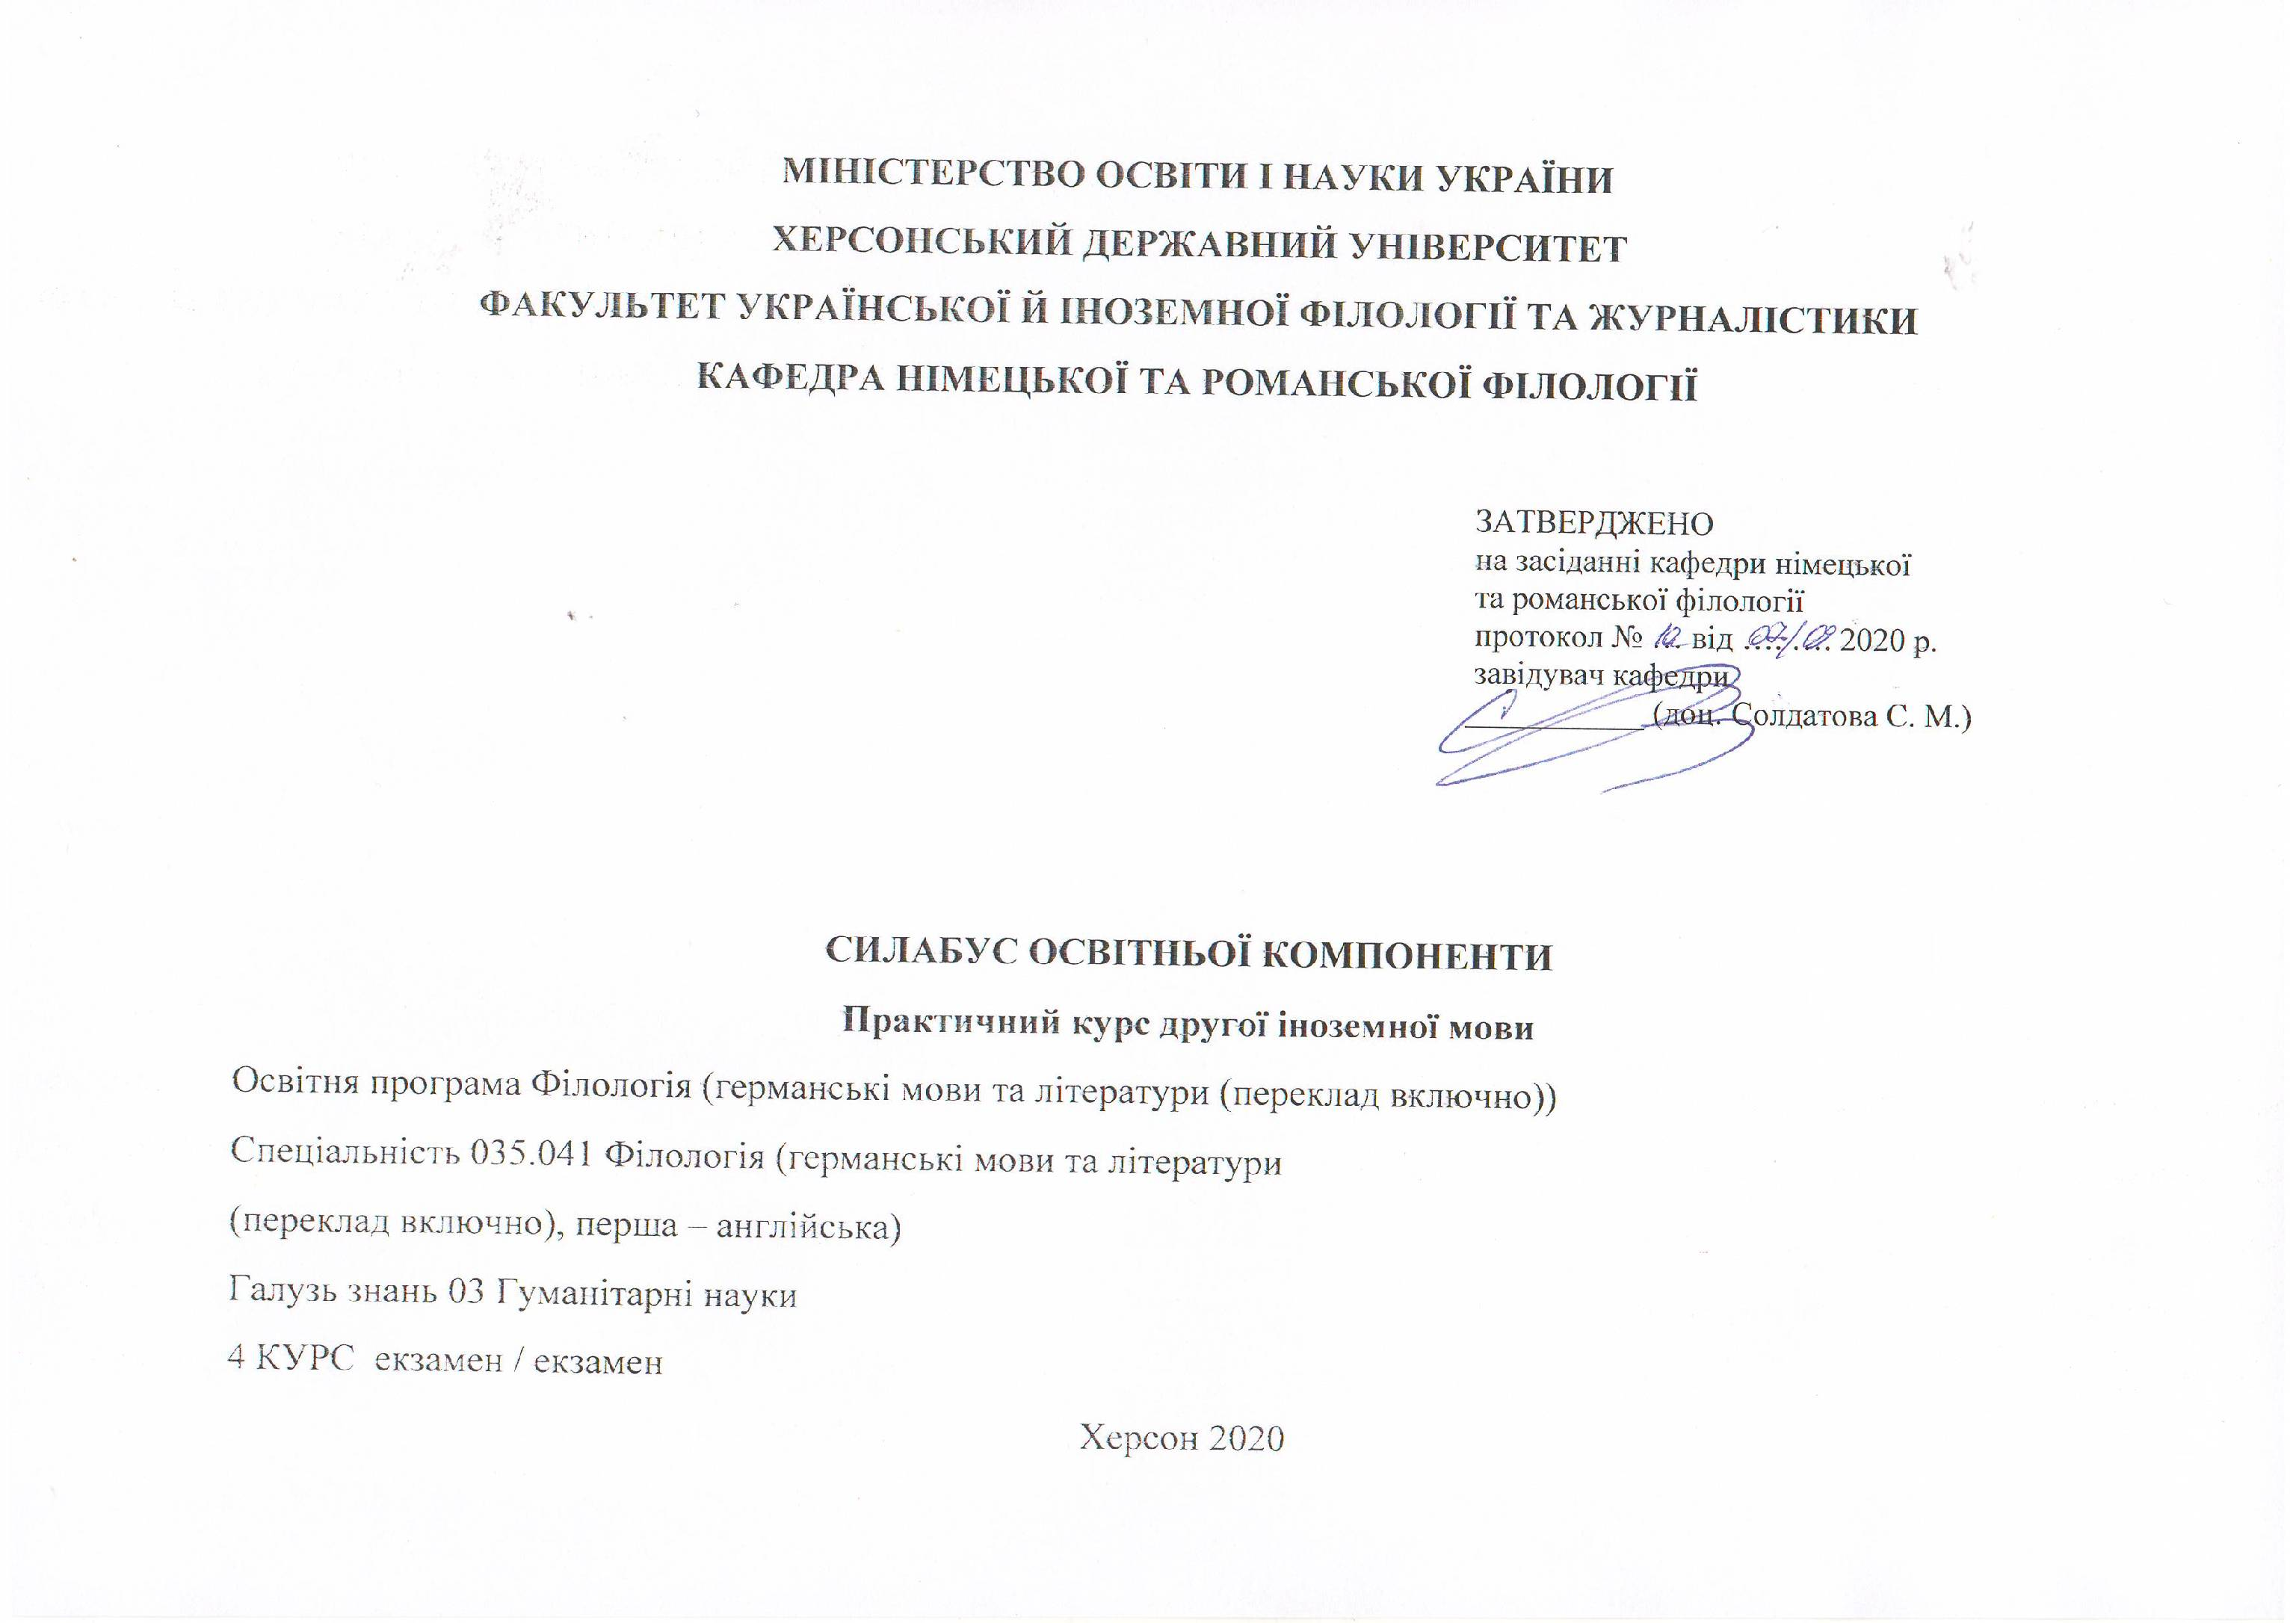 МІНІСТЕРСТВО ОСВІТИ І НАУКИ УКРАЇНИ
ХЕРСОНСЬКИЙ ДЕРЖАВНИЙ УНІВЕРСИТЕТ
ФАКУЛЬТЕТ УКРАЇНСЬКОЇ Й ІНОЗЕМНОЇ ФІЛОЛОГІЇ ТА ЖУРНАЛІСТИКИ
КАФЕДРА НІМЕЦЬКОЇ ТА РОМАНСЬКОЇ ФІЛОЛОГІЇ
ЗАТВЕРДЖЕНО
на засіданні кафедри німецької
та романської філології
протокол № від 2020 р.
завідувач кафедри
(доц. Солдатова С. М.)
СИЛАБУС ОСВІТНЬОЇ КОМПОНЕНТИ
Практичний курс другої іноземної мови
Освітня програма Філологія (германські мови та літератури (переклад включно))
Спеціальність 035.041 Філологія (германські мови та літератури
(переклад включно), перша – англійська)
Галузь знань 03 Гуманітарні науки
4 КУРС екзамен / екзамен
Херсон 2020